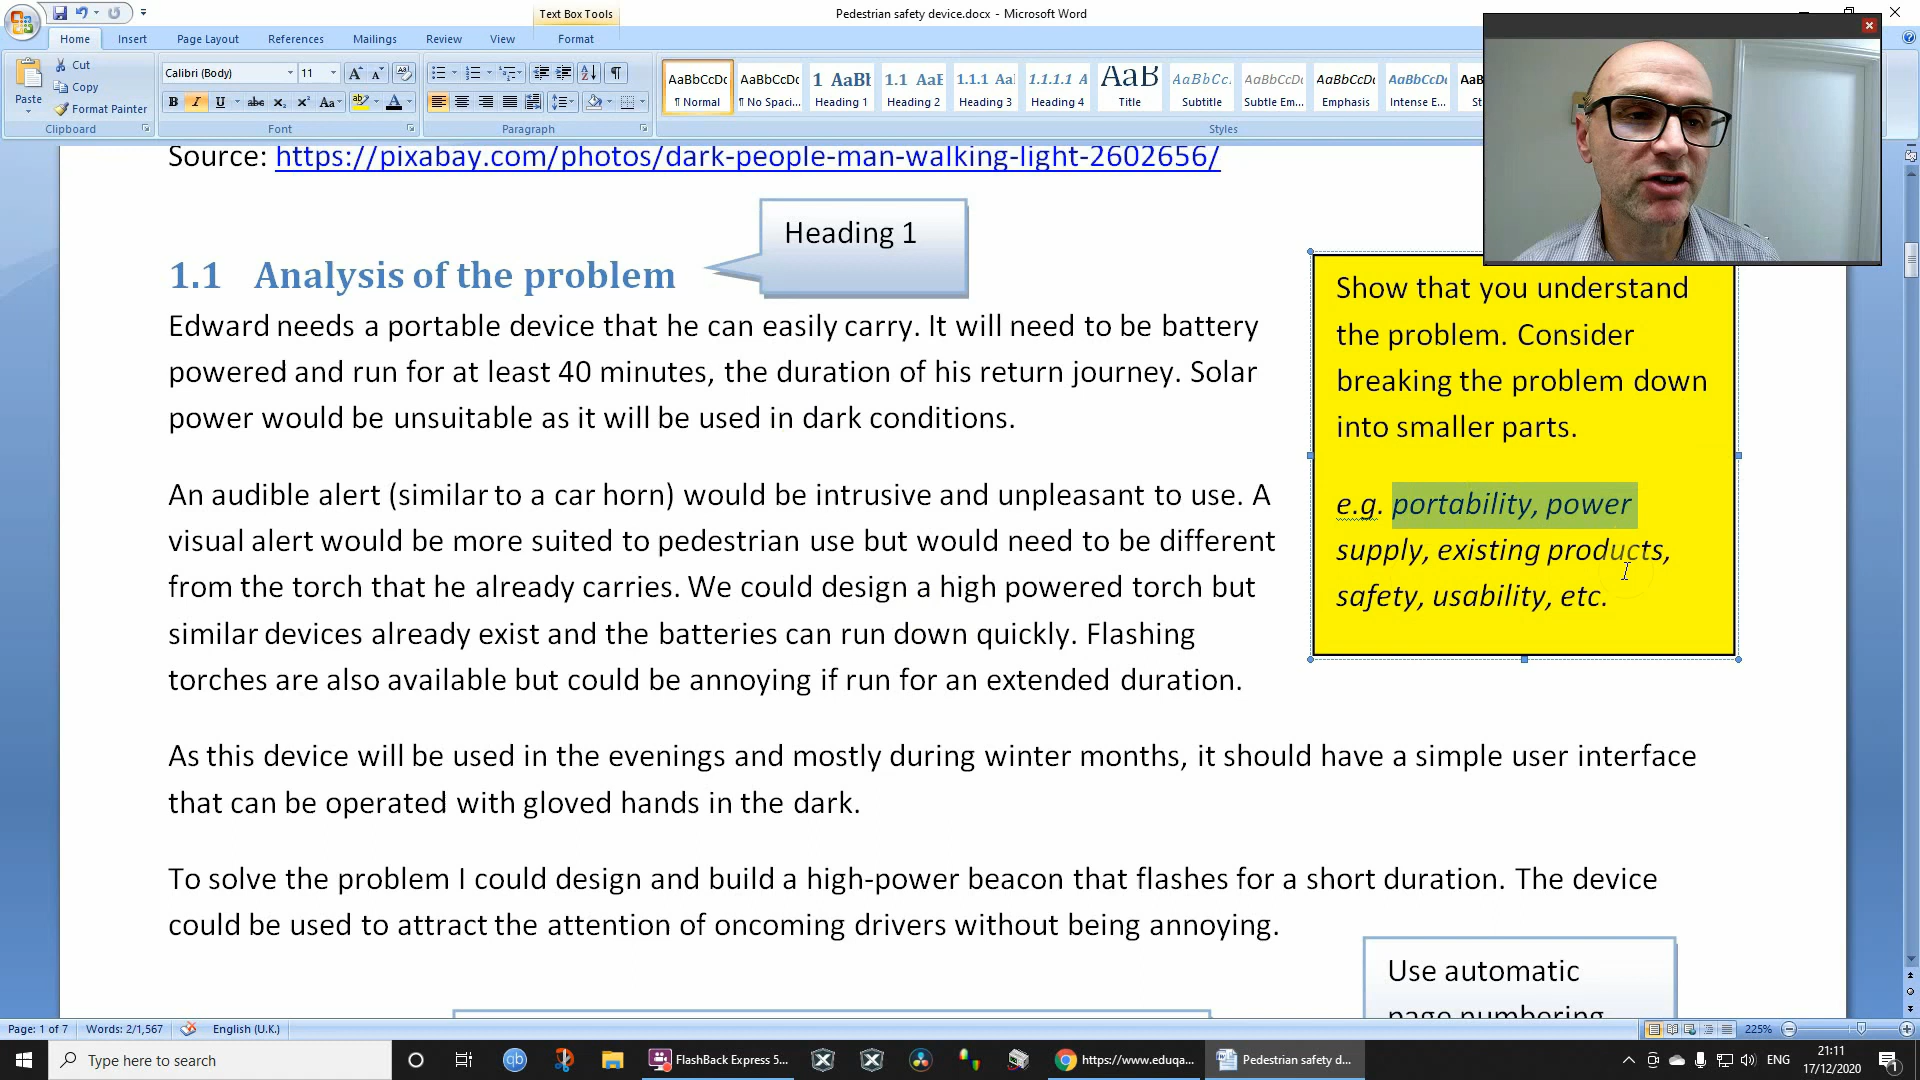 Text Box Tools
Pedestrian safety device.docx - Microsoft Word
Home
Insert
Page Layout
References
Mailings
Review
View
Format
Paste
Cut
Copy
Format Painter
Clipboard
Calibri (Body)
11
Font
Paragraph
AaBbCcDc
¶ Normal
AaBbCcDc
¶ No Spaci...
1 AaBb
Heading 1
1.1 AaB
Heading 2
1.1.1 Aa
Heading 3
1.1.1.1 A
Heading 4
AaB
Title
AaBbCc.
Subtitle
AaBbCcDc
Subtle Em...
AaBbCcDc
Emphasis
AaBbCcDc
Intense E...
Styles
Source: https://pixabay.com/photos/dark-people-man-walking-light-2602656/
Heading 1
1.1 Analysis of the problem
Edward needs a portable device that he can easily carry. It will need to be battery
powered and run for at least 40 minutes, the duration of his return journey. Solar
power would be unsuitable as it will be used in dark conditions.
An audible alert (similar to a car horn) would be intrusive and unpleasant to use. A
visual alert would be more suited to pedestrian use but would need to be different
from the torch that he already carries. We could design a high powered torch but
similar devices already exist and the batteries can run down quickly. Flashing
torches are also available but could be annoying if run for an extended duration.
Show that you understand
the problem. Consider
breaking the problem down
into smaller parts.
e.g. portability, power
supply, existing products,
safety, usability, etc.
As this device will be used in the evenings and mostly during winter months, it should have a simple user interface
that can be operated with gloved hands in the dark.
To solve the problem I could design and build a high-power beacon that flashes for a short duration. The device
could be used to attract the attention of oncoming drivers without being annoying.
Use automatic
page numbering
Page: 1 of 7
Words: 2/1,567
English (U.K.)
225%
Type here to search
FlashBack Express 5...
https://www.eduqa...
Pedestrian safety d...
ENG
21:11
17/12/2020